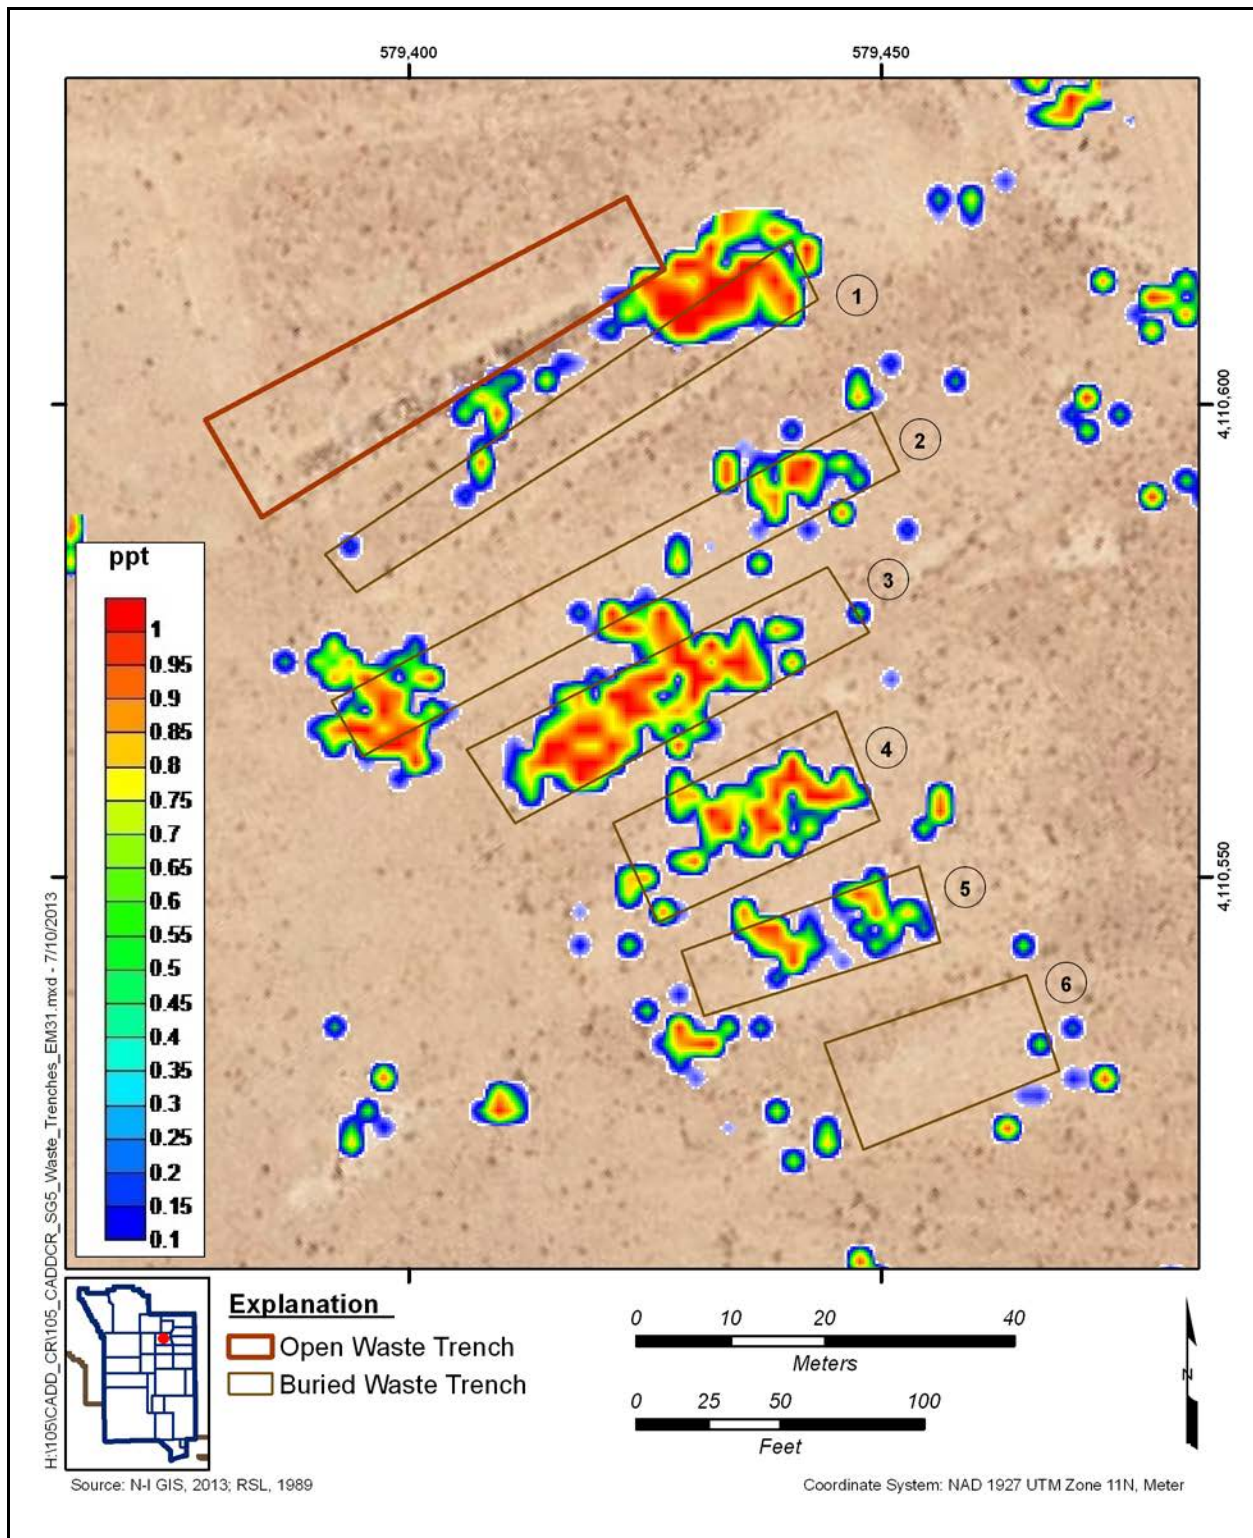 579,400
579,450
4,110,600
4,110,550
1
2
3
4
5
6
ppt
1
0.95
0.9
0.85
0.8
0.75
0.7
0.65
0.6
0.55
0.5
0.45
0.4
0.35
0.3
0.25
0.2
0.15
0.1
H:\105\CADD_CR\105_CADDCR_SG5_Waste_Trenches_EM31.mxd - 7/10/2013
Explanation
Open Waste Trench
Buried Waste Trench
0 10 20 40
Meters
0 25 50 100
Feet
N
Source: N-I GIS, 2013; RSL, 1989
Coordinate System: NAD 1927 UTM Zone 11N, Meter